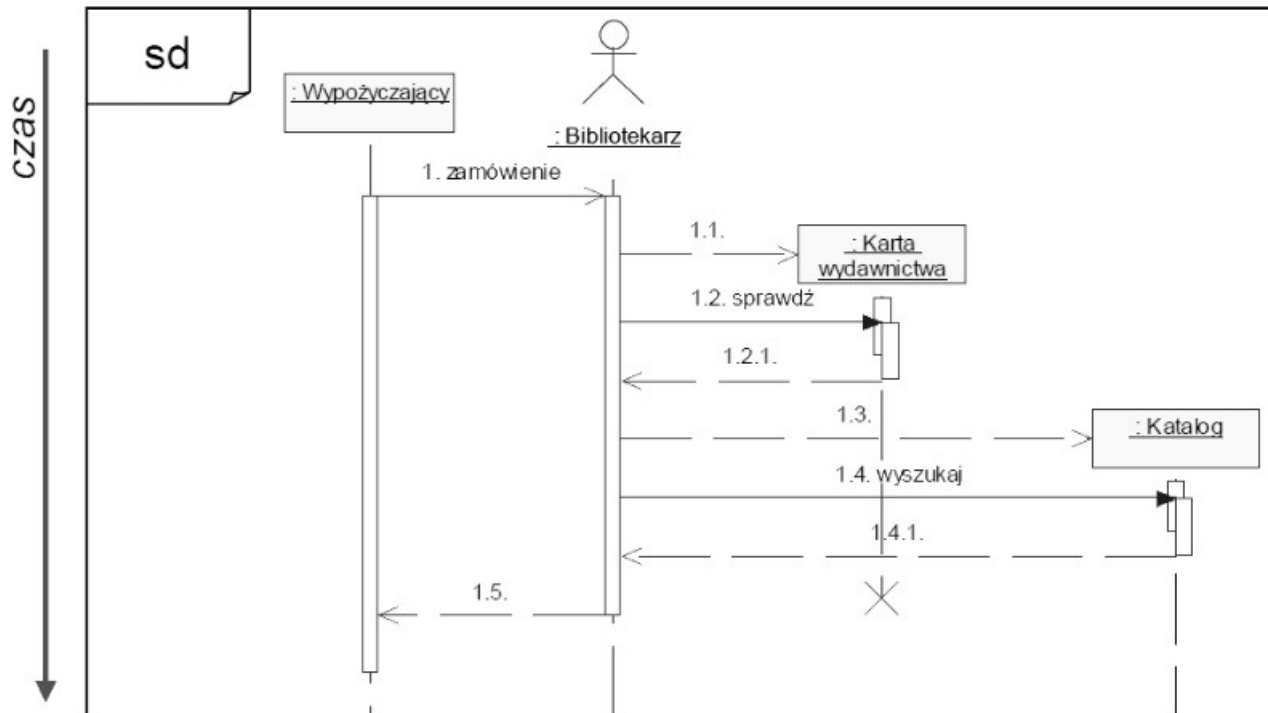 sd
czas
: Wypożyczający
: Bibliotekarz
1. zamówienie
1.1.
: Karta
wydawnictwa
1.2. sprawdź
1.2.1.
1.3.
: Katalog
1.4. wyszukaj
1.4.1.
1.5.